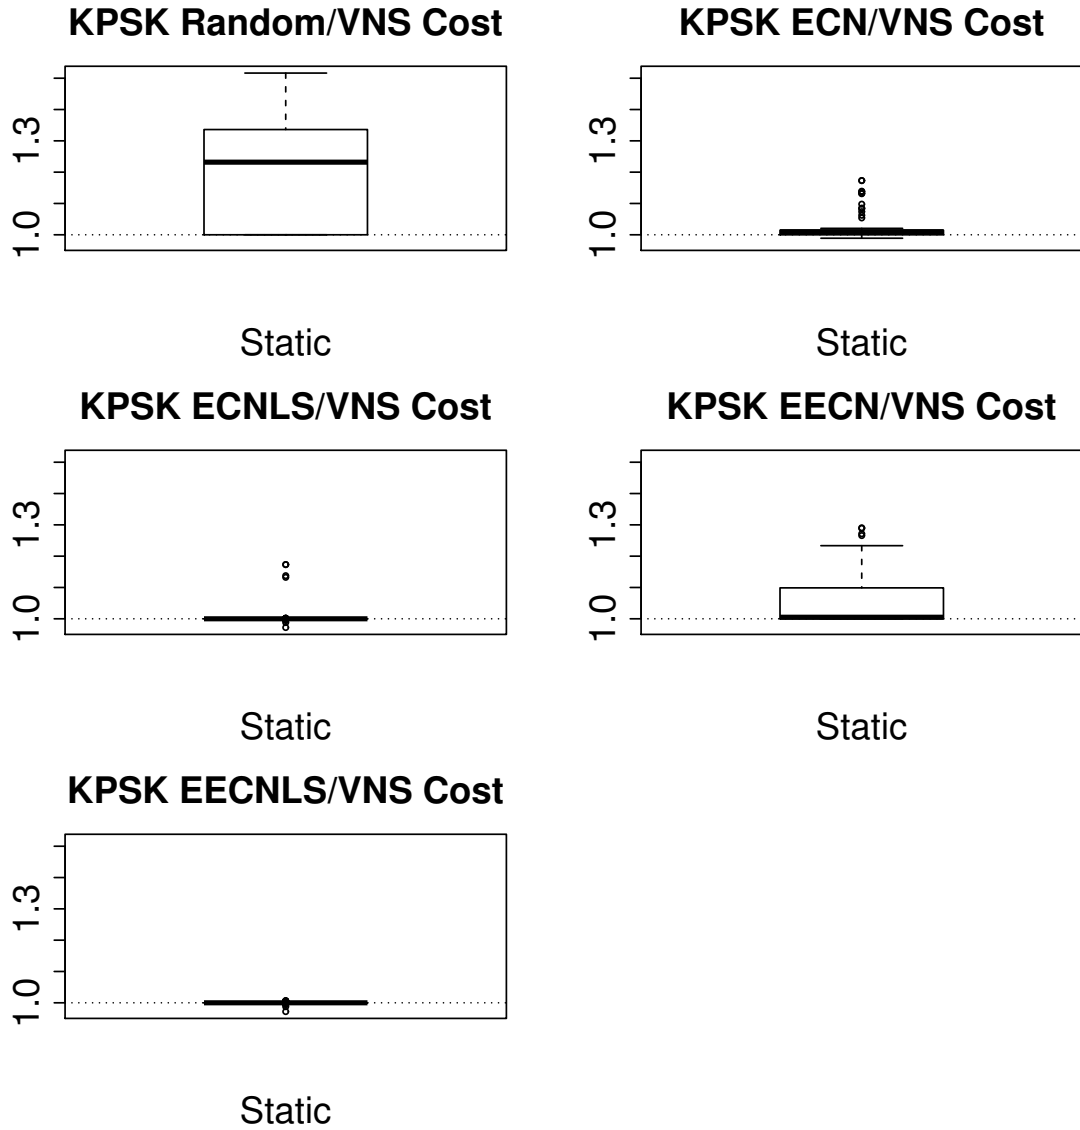 KPSK Random/VNS Cost
1.3
1.0
Static
KPSK ECN/VNS Cost
1.3
1.0
Static
KPSK ECNLS/VNS Cost
1.3
1.0
Static
KPSK EECN/VNS Cost
1.3
1.0
Static
KPSK EECNLS/VNS Cost
1.3
1.0
Static